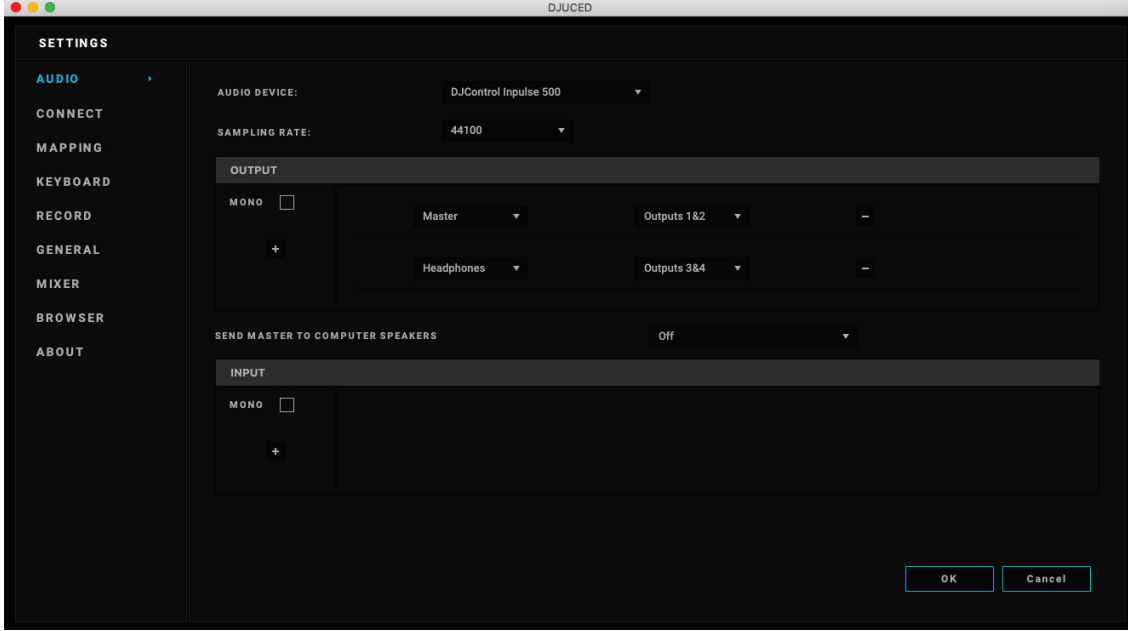 DJUCED
SETTINGS
AUDIO
CONNECT
MAPPING
KEYBOARD
RECORD
GENERAL
MIXER
BROWSER
ABOUT
AUDIO DEVICE: DJControl Inpulse 500
SAMPLING RATE: 44100
OUTPUT
MONO
+
Master Outputs 1&2 −
Headphones Outputs 3&4 −
SEND MASTER TO COMPUTER SPEAKERS Off
INPUT
MONO
+
OK Cancel